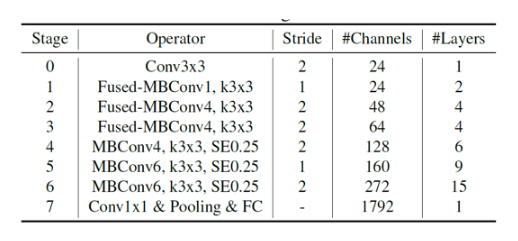 Stage Operator Stride #Channels #Layers
0 Conv3x3 2 24 1
1 Fused-MBConv1, k3x3 1 24 2
2 Fused-MBConv4, k3x3 2 48 4
3 Fused-MBConv4, k3x3 2 64 4
4 MBConv4, k3x3, SE0.25 2 128 6
5 MBConv6, k3x3, SE0.25 1 160 9
6 MBConv6, k3x3, SE0.25 2 272 15
7 Conv1x1 & Pooling & FC - 1792 1